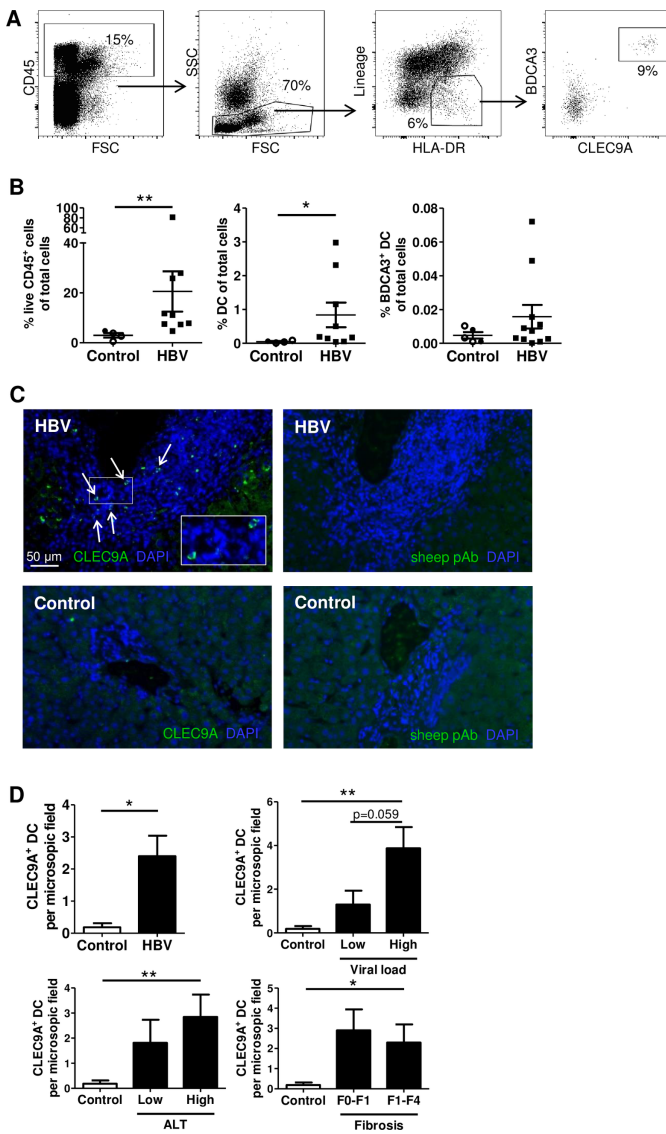 A
15%
CD45
FSC
SSC
70%
FSC
Lineage
6%
HLA-DR
BDCA3
9%
CLEC9A
B
% live CD45⁺ cells
of total cells
100
80
60
40
20
0
**
Control HBV
% DC of total cells
4
3
2
1
0
*
Control HBV
% BDCA3⁺ DC
of total cells
0.08
0.06
0.04
0.02
0.00
Control HBV
C
HBV
50 µm
CLEC9A DAPI
HBV
sheep pAb DAPI
Control
CLEC9A DAPI
Control
sheep pAb DAPI
D
CLEC9A⁺ DC
per microsopic field
4
3
2
1
0
*
Control HBV
CLEC9A⁺ DC
per microsopic field
6
4
2
0
**
p=0.059
Control Low High
Viral load
CLEC9A⁺ DC
per microsopic field
5
4
3
2
1
0
**
Control Low High
ALT
CLEC9A⁺ DC
per microsopic field
5
4
3
2
1
0
*
Control F0-F1 F1-F4
Fibrosis